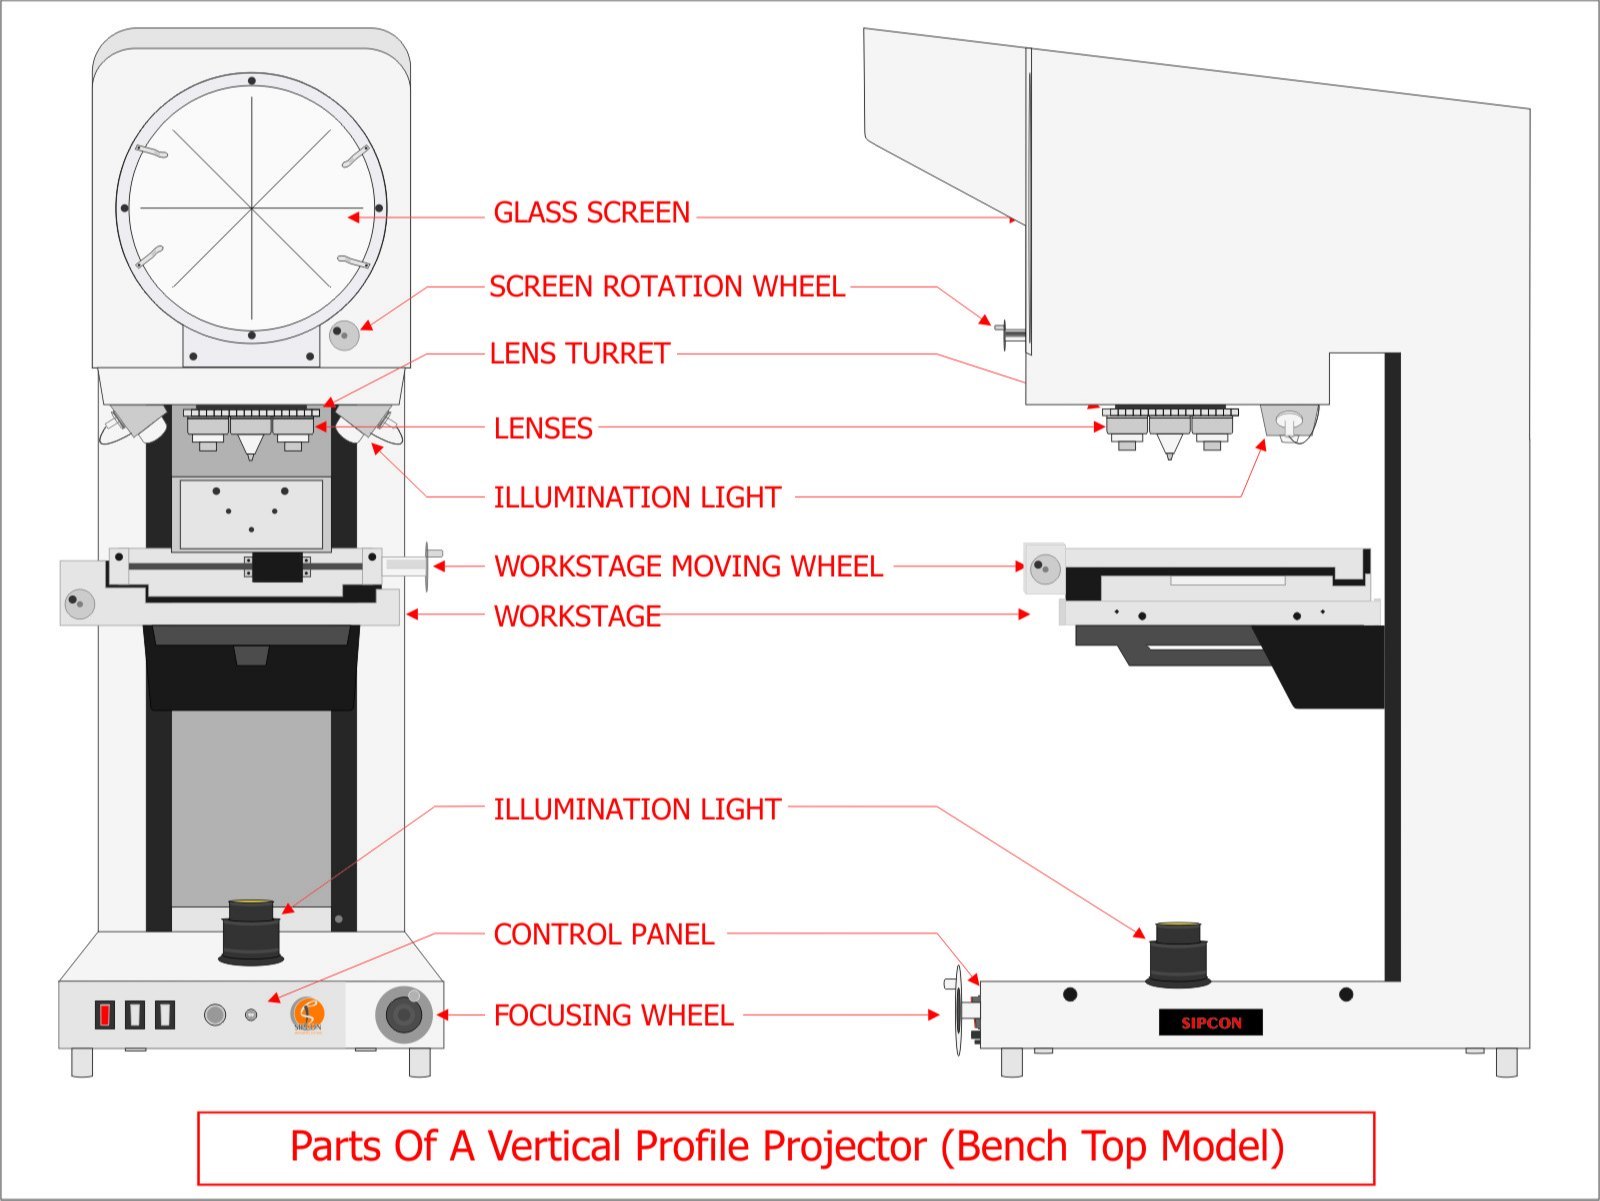 GLASS SCREEN
SCREEN ROTATION WHEEL
LENS TURRET
LENSES
ILLUMINATION LIGHT
WORKSTAGE MOVING WHEEL
WORKSTAGE
ILLUMINATION LIGHT
CONTROL PANEL
FOCUSING WHEEL
SIPCON
SIPCON
Parts Of A Vertical Profile Projector (Bench Top Model)